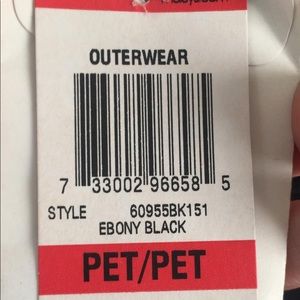 OUTERWEAR
7 33002 96658 5
STYLE 60955BK151
EBONY BLACK
PET/PET